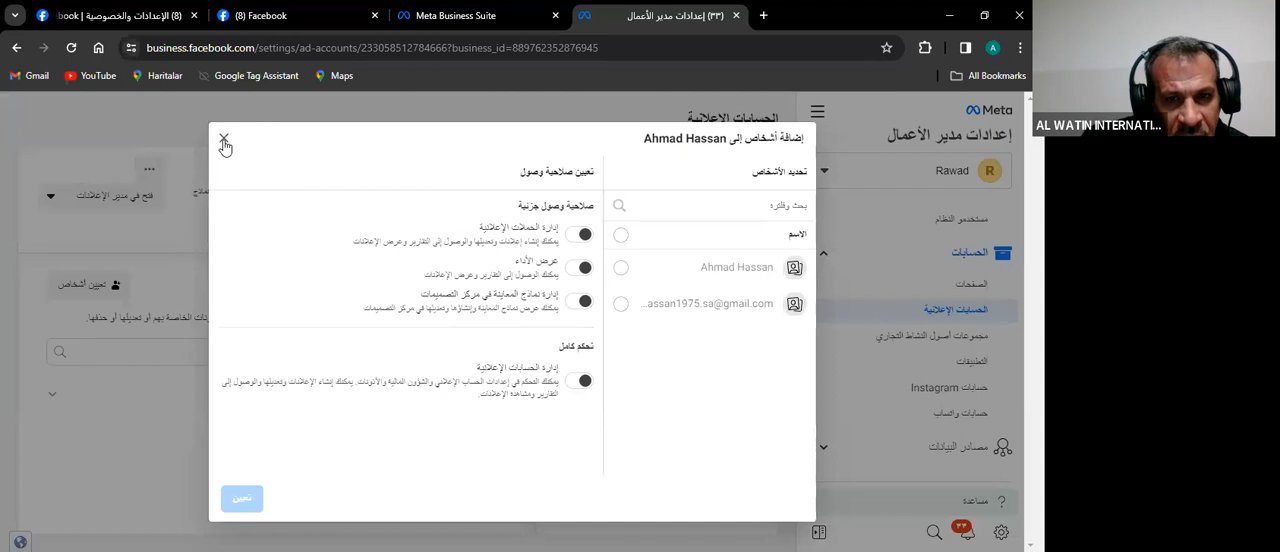 (8) الإعدادات والخصوصية | book
(8) Facebook
Meta Business Suite
(٣٣) إعدادات مدير الأعمال
business.facebook.com/settings/ad-accounts/233058512784666?business_id=889762352876945
A
Gmail
YouTube
Haritalar
Google Tag Assistant
Maps
All Bookmarks
AL WATIN INTERNATI...
Meta
إعدادات مدير الأعمال
Rawad
R
مستخدمو النظام
الحسابات
الصفحات
الحسابات الإعلانية
مجموعات أصول النشاط التجاري
التطبيقات
حسابات Instagram
حسابات واتساب
مصادر البيانات
مساعدة
٣٣
الحسابات الإعلانية
فتح في مدير الإعلانات
تعيين أشخاص
إضافة أشخاص إلى Ahmad Hassan
تحديد الأشخاص
بحث وفلترة
الاسم
Ahmad Hassan
assan1975.sa@gmail.com...
تعيين صلاحية وصول
صلاحية وصول جزئية
إدارة الحملات الإعلانية
يمكنك إنشاء إعلانات وتعديلها والوصول إلى التقارير وعرض الإعلانات
عرض الأداء
يمكنك الوصول إلى التقارير وعرض الإعلانات
إدارة نماذج المعاينة في مركز التصميمات
يمكنك عرض نماذج المعاينة وإنشاؤها وتعديلها في مركز التصميمات
تحكم كامل
إدارة الحسابات الإعلانية
يمكنك التحكم في إعدادات الحساب الإعلاني والشؤون المالية والأذونات. يمكنك إنشاء الإعلانات وتعديلها والوصول إلى
التقارير ومشاهدة الإعلانات.
تعيين